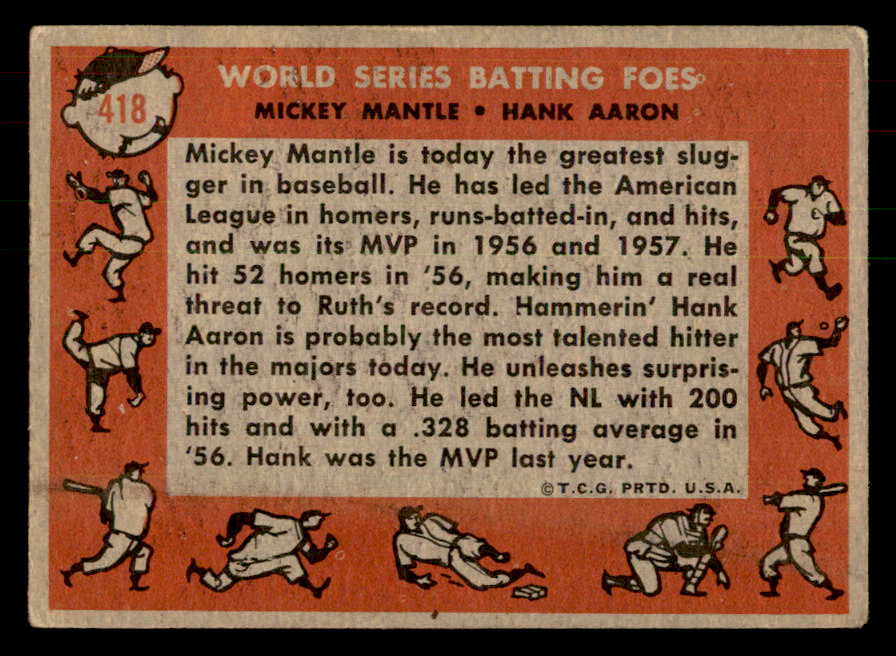 418
WORLD SERIES BATTING FOES
MICKEY MANTLE • HANK AARON
Mickey Mantle is today the greatest slug-
ger in baseball. He has led the American
League in homers, runs-batted-in, and hits,
and was its MVP in 1956 and 1957. He
hit 52 homers in '56, making him a real
threat to Ruth's record. Hammerin' Hank
Aaron is probably the most talented hitter
in the majors today. He unleashes surpris-
ing power, too. He led the NL with 200
hits and with a .328 batting average in
'56. Hank was the MVP last year.
© T.C.G. PRTD. U.S.A.